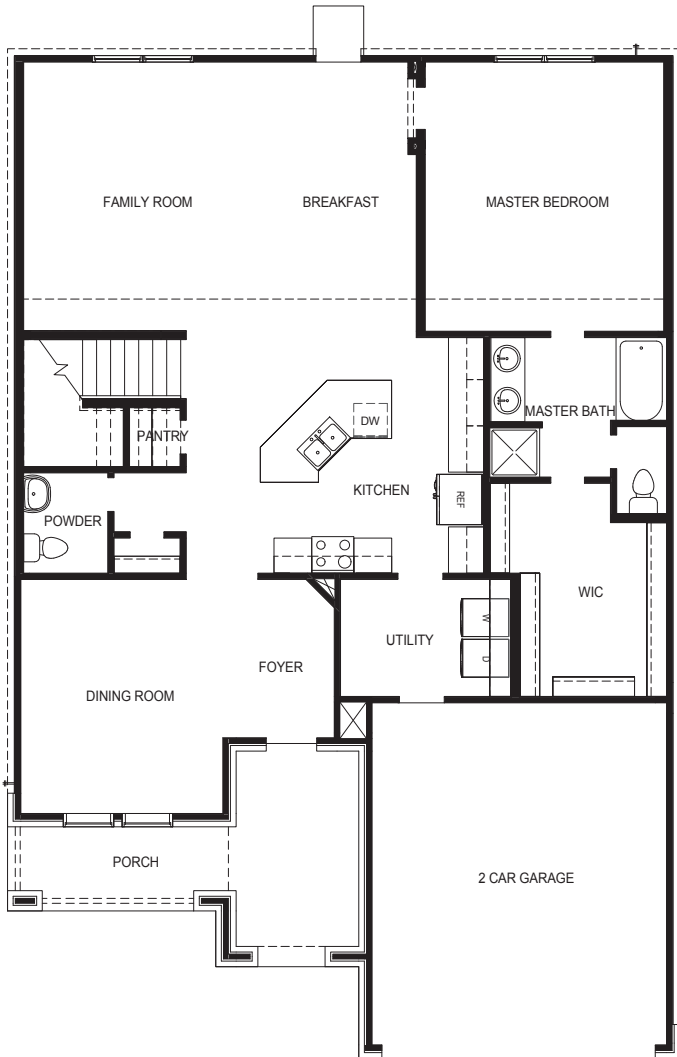 FAMILY ROOM
BREAKFAST
MASTER BEDROOM
MASTER BATH
DW
PANTRY
KITCHEN
REF
POWDER
WIC
W
UTILITY
D
FOYER
DINING ROOM
PORCH
2 CAR GARAGE